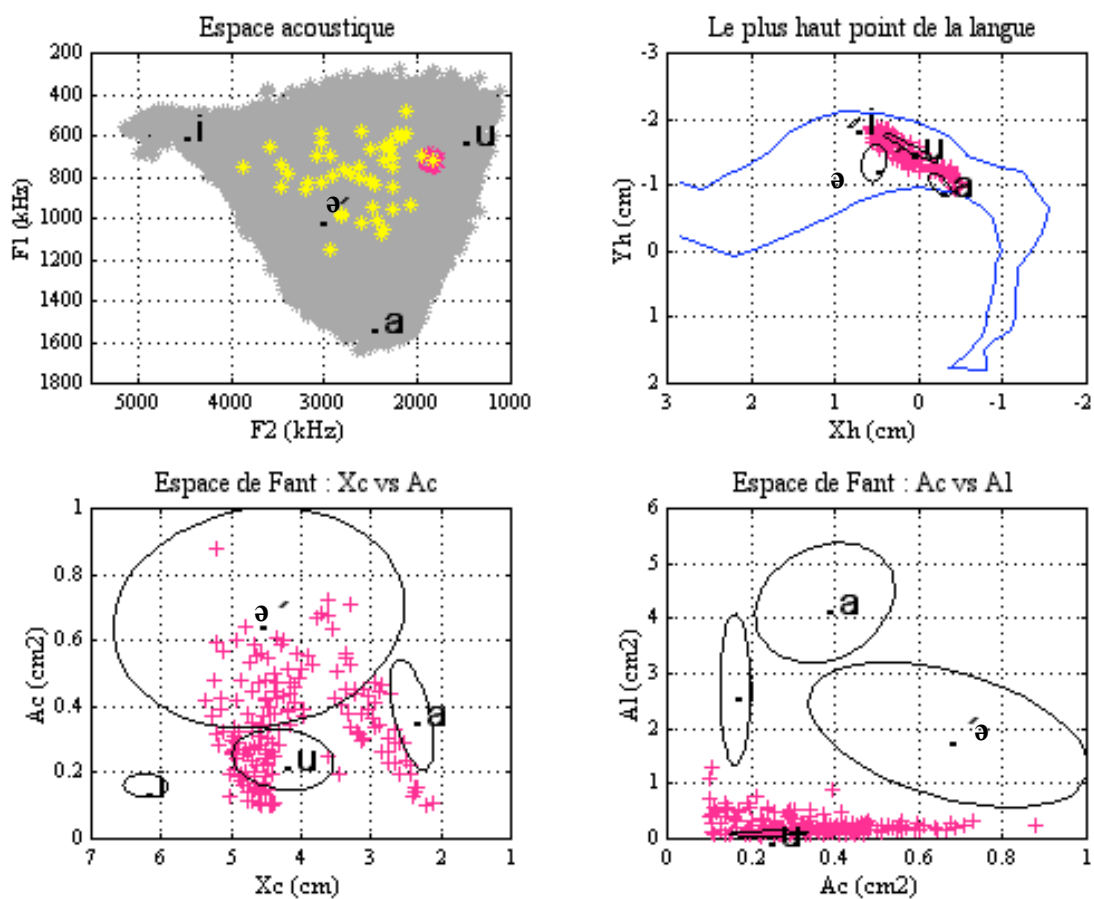 Espace acoustique
200
400
600
800
1000
1200
1400
1600
1800
F1 (kHz)
.i
.u
ə´
.
.a
5000
4000
0
3000
2000
1000
F2 (kHz)
Le plus haut point de la langue
-3
-2
-1
0
1
2
Yh (cm)
´.i
.u
ə
.a
3
2
1
0
-1
-2
Xh (cm)
Espace de Fant : Xc vs Ac
1
0.8
0.6
0.4
0.2
0
Ac (cm2)
ə´
.
.a
.u
.i
7
6
5
4
3
2
1
Xc (cm)
Espace de Fant : Ac vs Al
6
5
4
3
2
1
0
Al (cm2)
.a
.
´ə
.
.u
0
0.2
0.4
0.6
0.8
1
Ac (cm2)